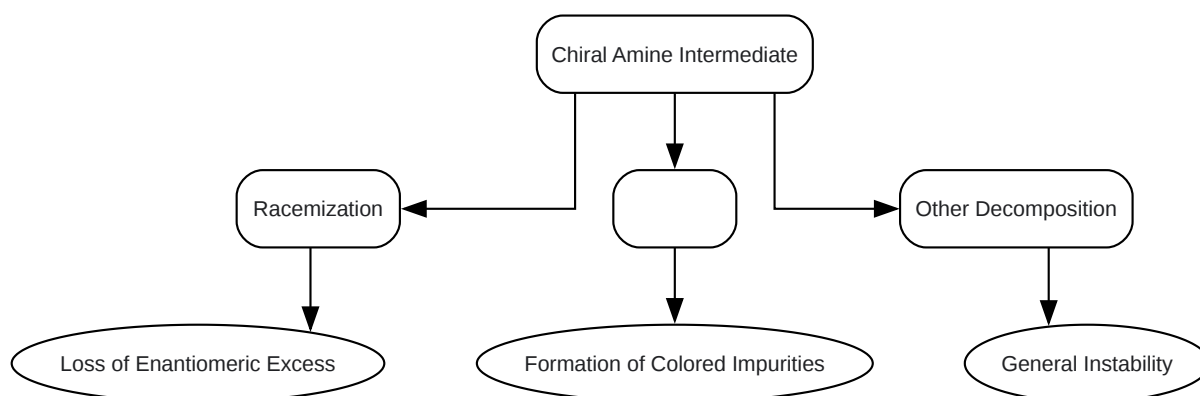 Chiral Amine Intermediate
Racemization
Other Decomposition
Loss of Enantiomeric Excess
Formation of Colored Impurities
General Instability